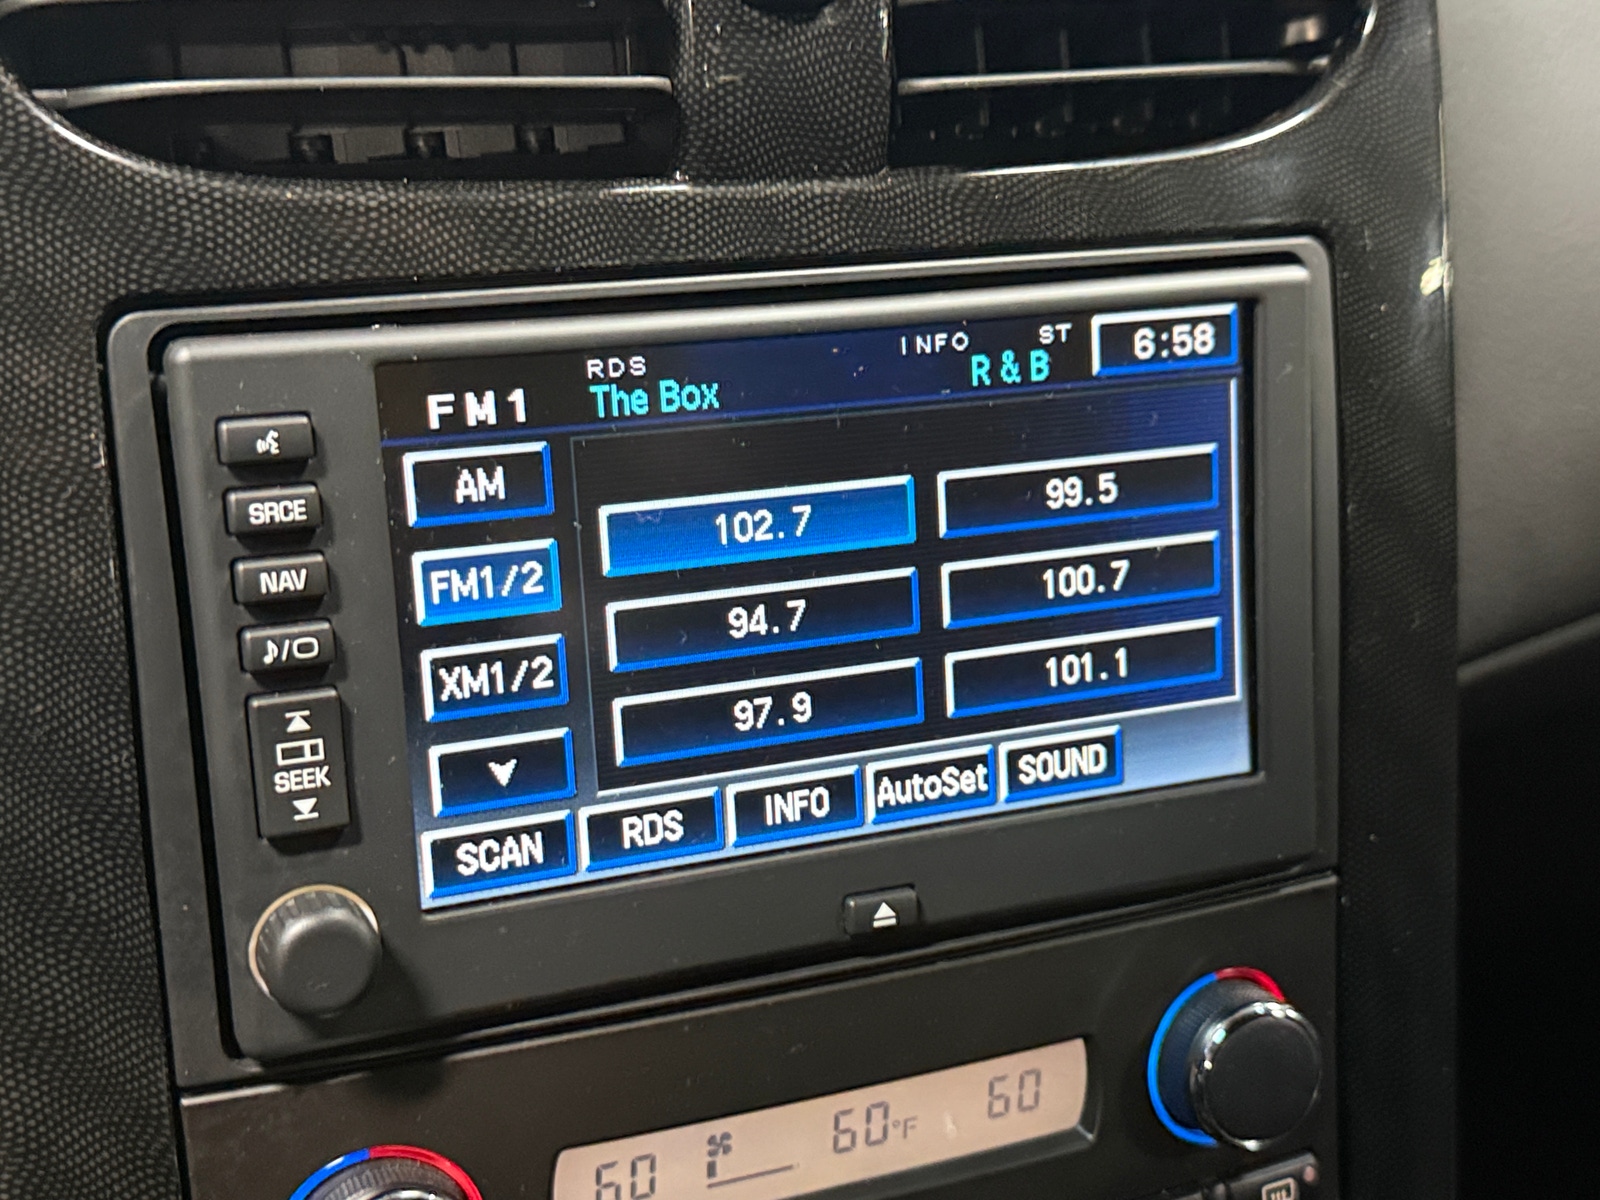 INFO ST
RDS
FM1 The Box R & B 6:58
AM
102.7 99.5
SRCE
FM1/2
94.7 100.7
NAV
XM1/2
97.9 101.1
SEEK
SCAN RDS INFO AutoSet SOUND
60 60°F 60